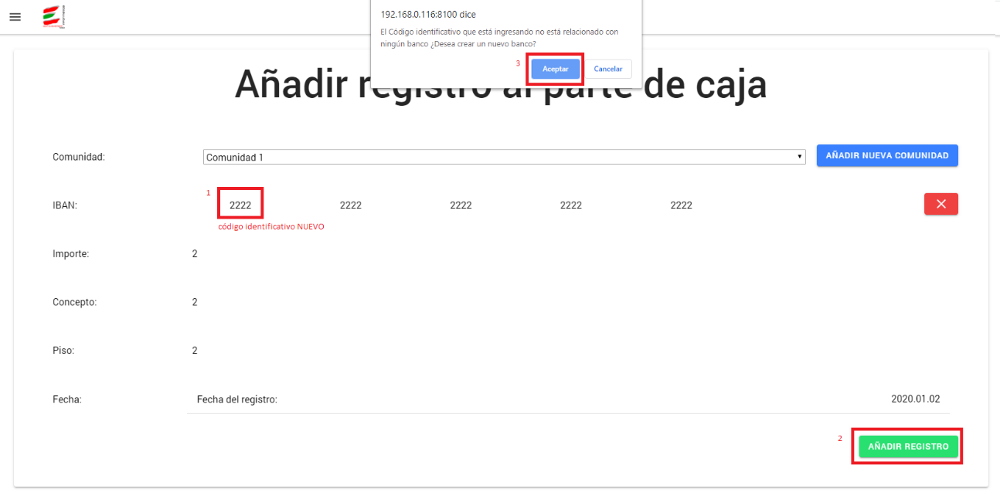 192.168.0.116:8100 dice
El Código identificativo que está ingresando no está relacionado con
ningún banco ¿Desea crear un nuevo banco?
3
Aceptar
Cancelar
Añadir registro al parte de caja
Comunidad:
Comunidad 1
AÑADIR NUEVA COMUNIDAD
1
IBAN:
2222 2222 2222 2222 2222
código identificativo NUEVO
Importe:
2
Concepto:
2
Piso:
2
Fecha:
Fecha del registro:
2020.01.02
2
AÑADIR REGISTRO